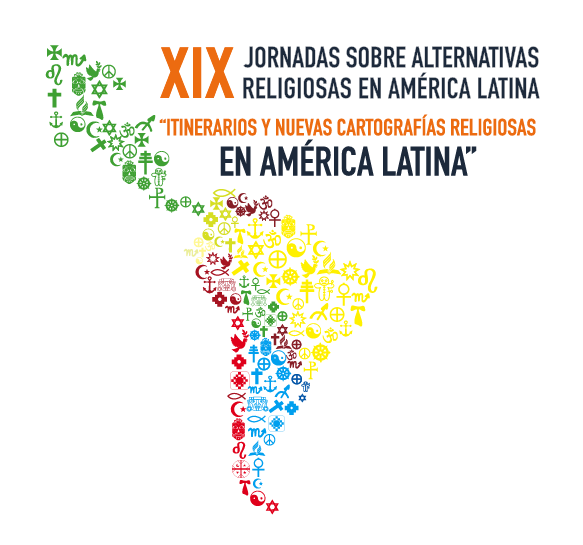 XIX JORNADAS SOBRE ALTERNATIVAS
RELIGIOSAS EN AMÉRICA LATINA
“ITINERARIOS Y NUEVAS CARTOGRAFÍAS RELIGIOSAS
EN AMÉRICA LATINA”